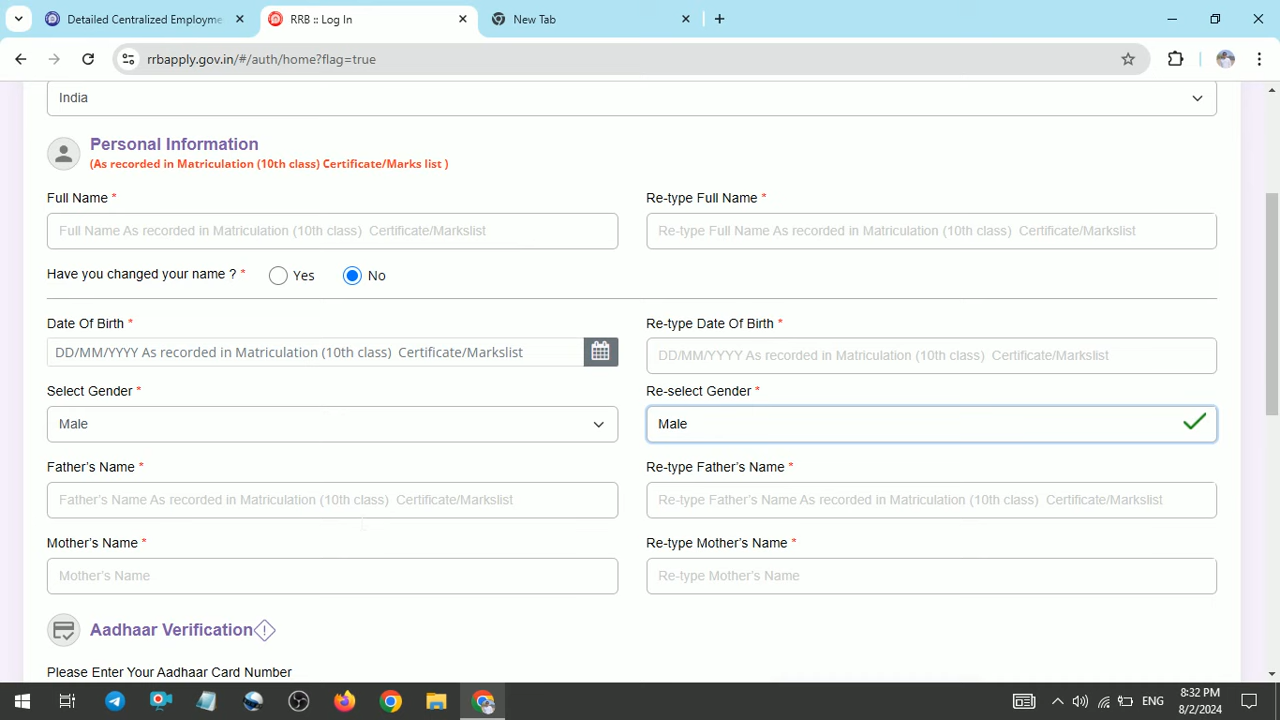 Detailed Centralized Employme
RRB :: Log In
New Tab
rrbapply.gov.in/#/auth/home?flag=true
India
Personal Information
(As recorded in Matriculation (10th class) Certificate/Marks list )
Full Name *
Re-type Full Name *
Full Name As recorded in Matriculation (10th class) Certificate/Markslist
Re-type Full Name As recorded in Matriculation (10th class) Certificate/Markslist
Have you changed your name ? *
Yes
No
Date Of Birth *
Re-type Date Of Birth *
DD/MM/YYYY As recorded in Matriculation (10th class) Certificate/Markslist
DD/MM/YYYY As recorded in Matriculation (10th class) Certificate/Markslist
Select Gender *
Re-select Gender *
Male
Male
Father's Name *
Re-type Father's Name *
Father's Name As recorded in Matriculation (10th class) Certificate/Markslist
Re-type Father's Name As recorded in Matriculation (10th class) Certificate/Markslist
Mother's Name *
Re-type Mother's Name *
Mother's Name
Re-type Mother's Name
Aadhaar Verification
Please Enter Your Aadhaar Card Number
ENG
8:32 PM
8/2/2024